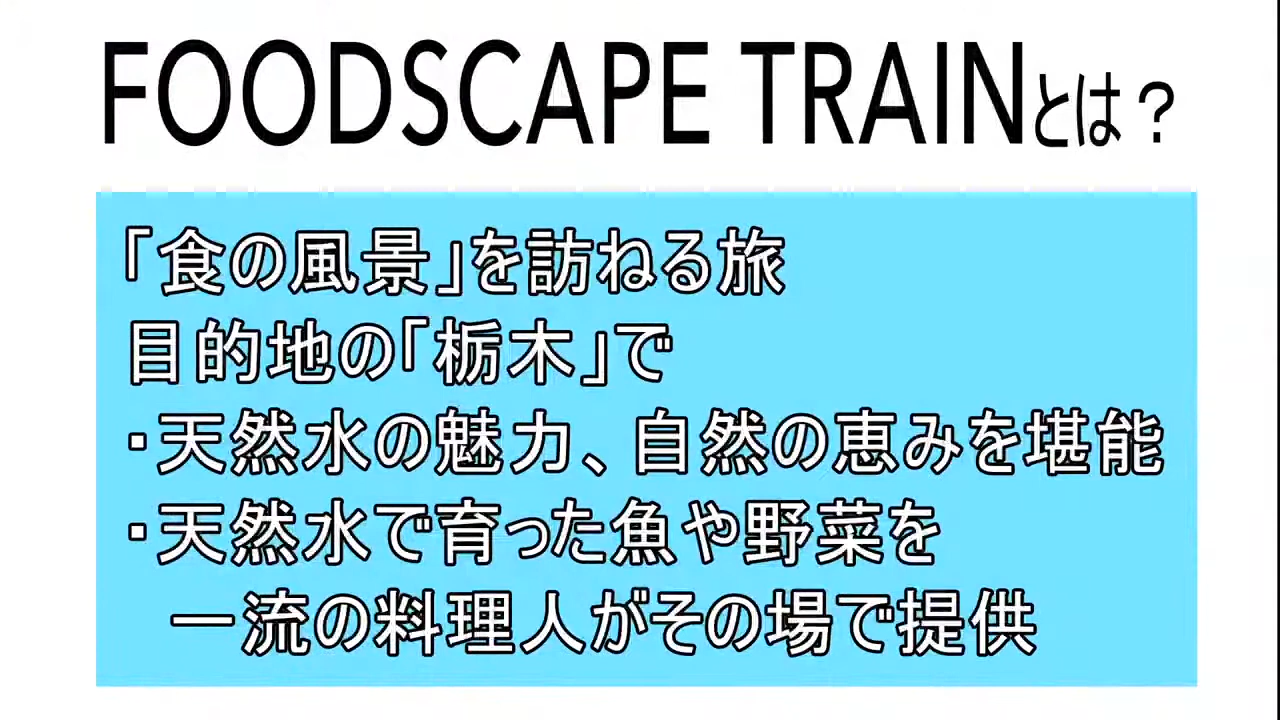 FOODSCAPE TRAINとは？
「食の風景」を訪ねる旅
目的地の「栃木」で
・天然水の魅力、自然の恵みを堪能
・天然水で育った魚や野菜を
一流の料理人がその場で提供